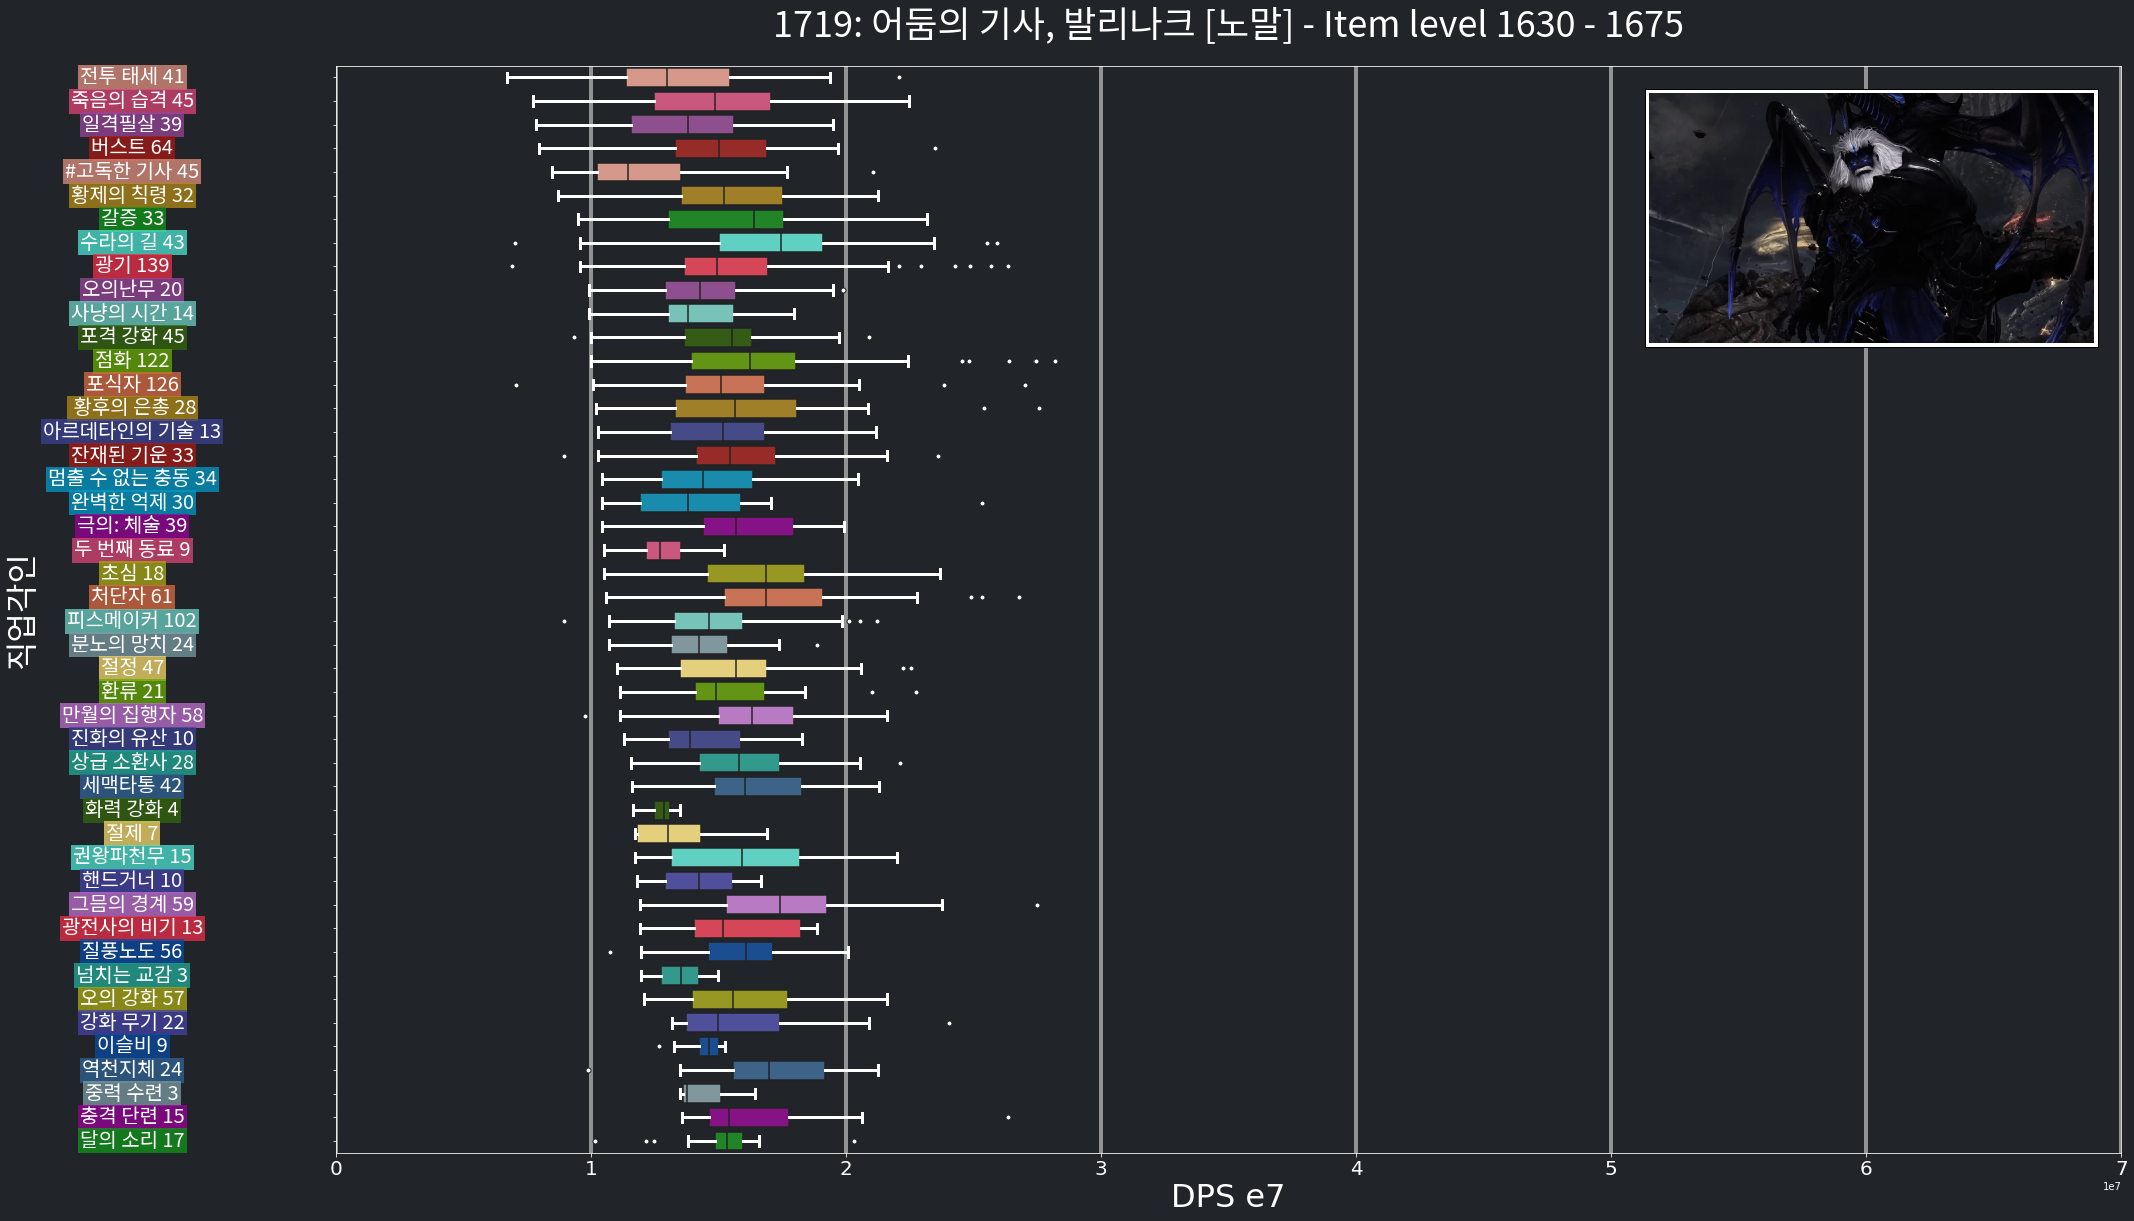 1719: 어둠의 기사, 발리나크 [노말] - Item level 1630 - 1675
전투 태세 41
죽음의 습격 45
일격필살 39
버스트 64
#고독한 기사 45
황제의 칙령 32
갈증 33
수라의 길 43
광기 139
오의난무 20
사냥의 시간 14
포격 강화 45
점화 122
포식자 126
황후의 은총 28
아르데타인의 기술 13
잔재된 기운 33
멈출 수 없는 충동 34
완벽한 억제 30
극의: 체술 39
두 번째 동료 9
초심 18
처단자 61
피스메이커 102
분노의 망치 24
절정 47
환류 21
만월의 집행자 58
진화의 유산 10
상급 소환사 28
세맥타통 42
화력 강화 4
절제 7
권왕파천무 15
핸드거너 10
그믐의 경계 59
광전사의 비기 13
질풍노도 56
넘치는 교감 3
오의 강화 57
강화 무기 22
이슬비 9
역천지체 24
중력 수련 3
충격 단련 15
달의 소리 17
직업각인
0 1 2 3 4 5 6 7
1e7
DPS e7